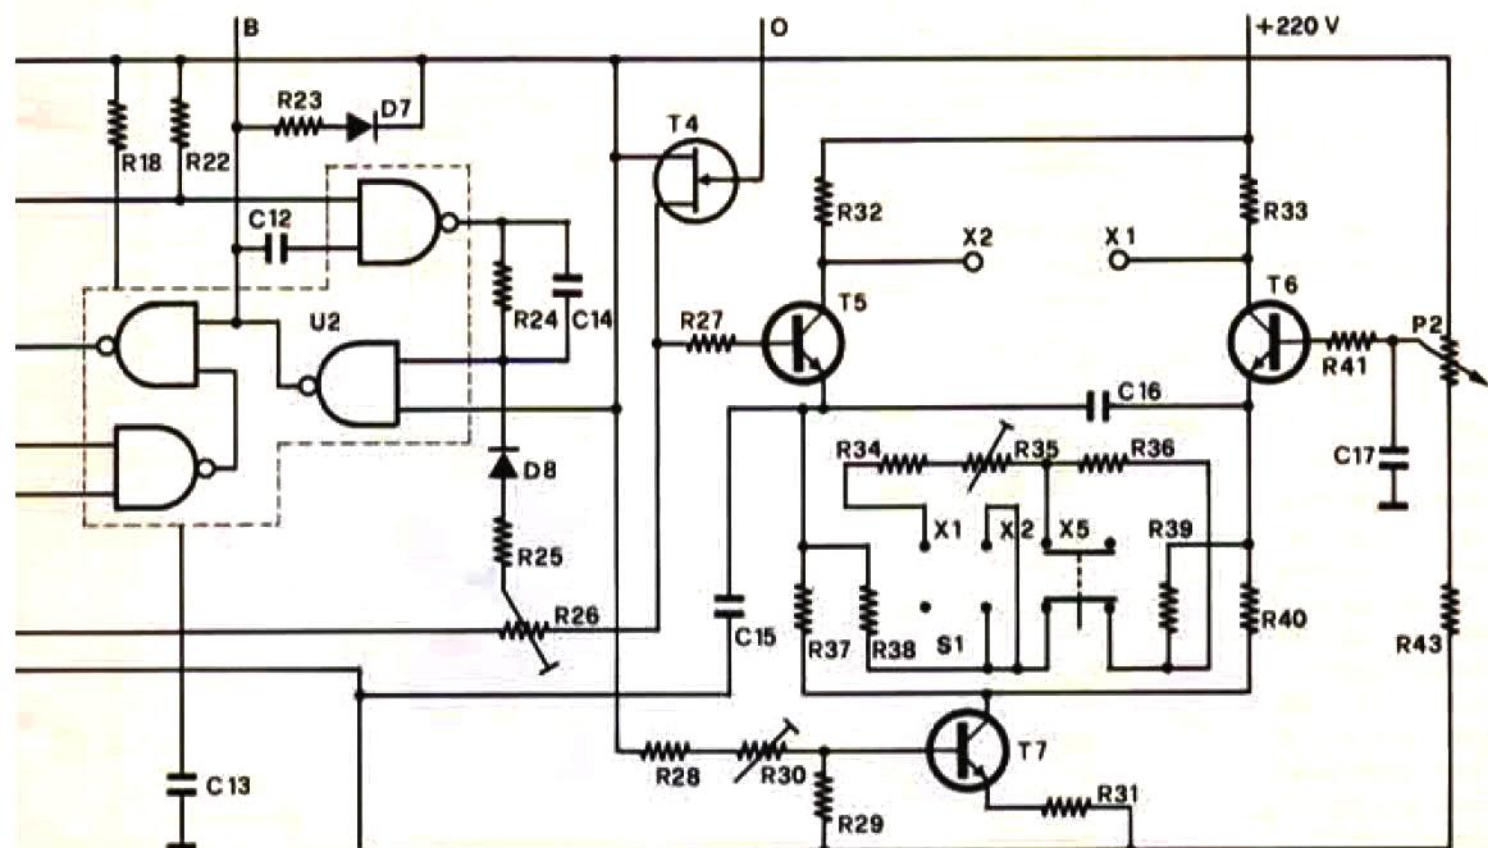 B
O
+220 V
R23
D7
T4
R18
R22
C12
R32
R33
X2
X1
U2
R24
C14
R27
T5
T6
P2
R41
C16
R34
R35
R36
C17
D8
X1
X2
X5
R39
R25
R26
C15
R37
R38
S1
R40
R43
C13
R28
R30
T7
R31
R29